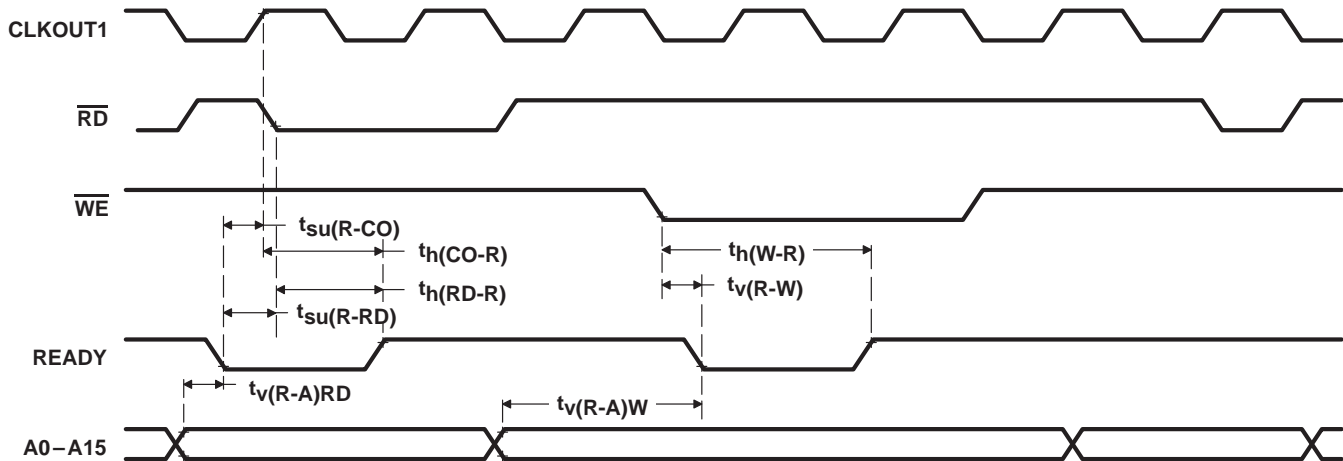 CLKOUT1
RD
WE
tsu(R-CO)
th(CO-R)
th(W-R)
tv(R-W)
th(RD-R)
tsu(R-RD)
READY
tv(R-A)RD
tv(R-A)W
A0–A15